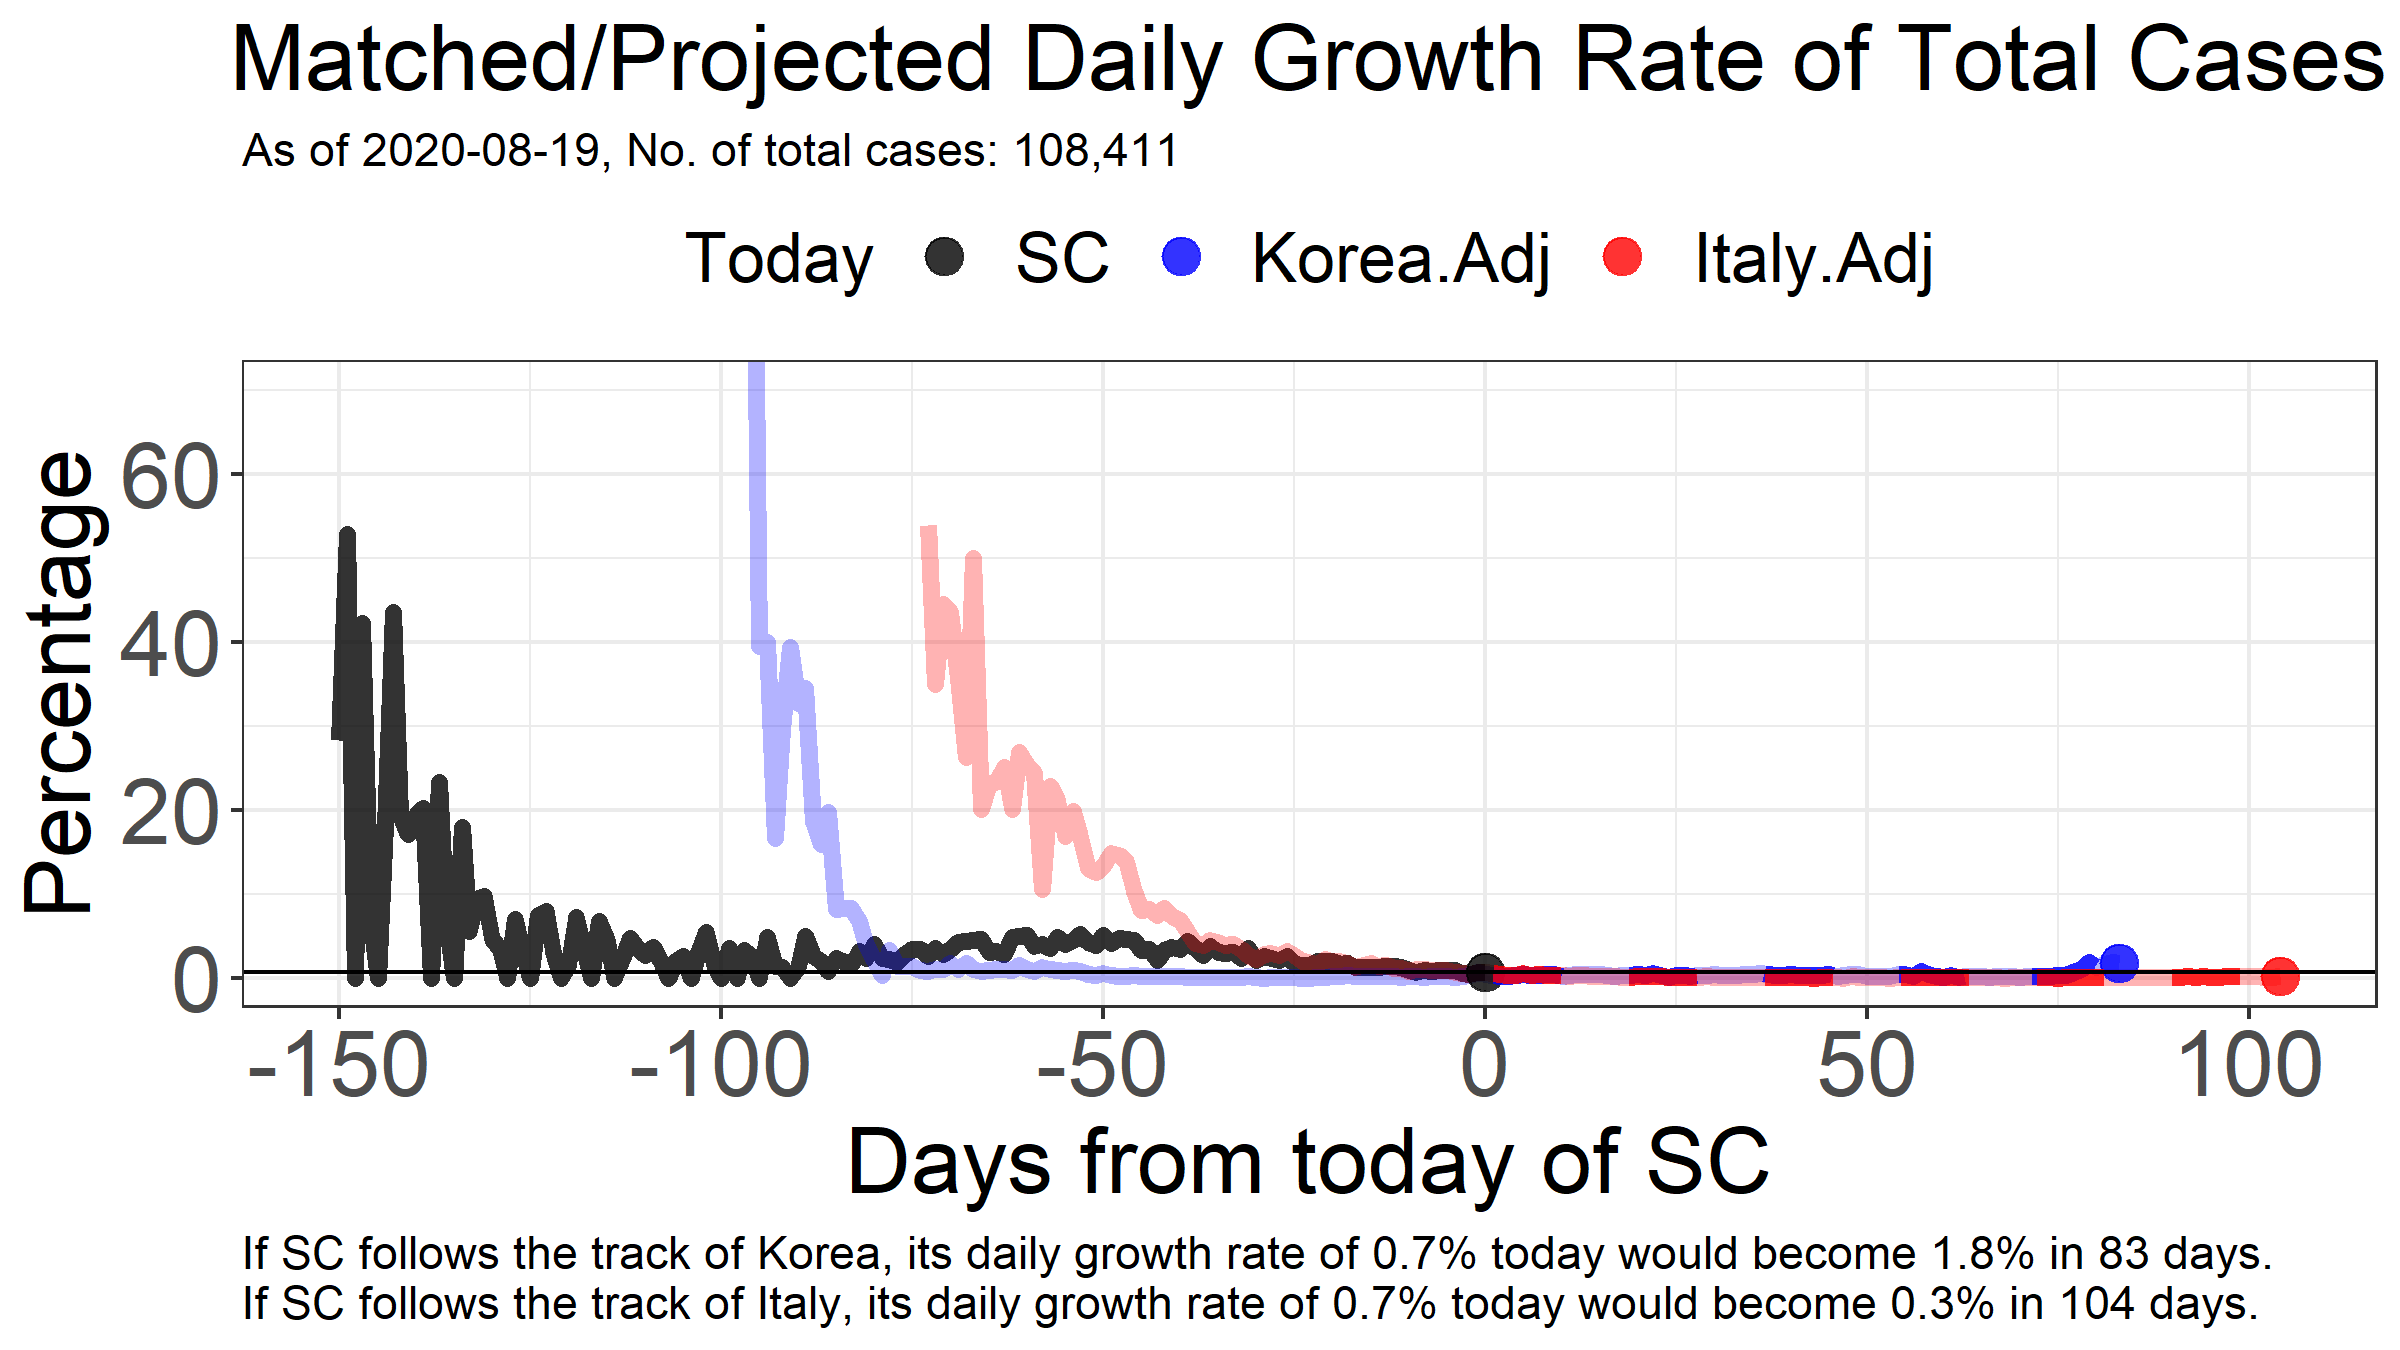 Matched/Projected Daily Growth Rate of Total Cases
As of 2020-08-19, No. of total cases: 108,411
Today SC Korea.Adj Italy.Adj
Percentage
60
40
20
0
-150 -100 -50 0 50 100
Days from today of SC
If SC follows the track of Korea, its daily growth rate of 0.7% today would become 1.8% in 83 days.
If SC follows the track of Italy, its daily growth rate of 0.7% today would become 0.3% in 104 days.